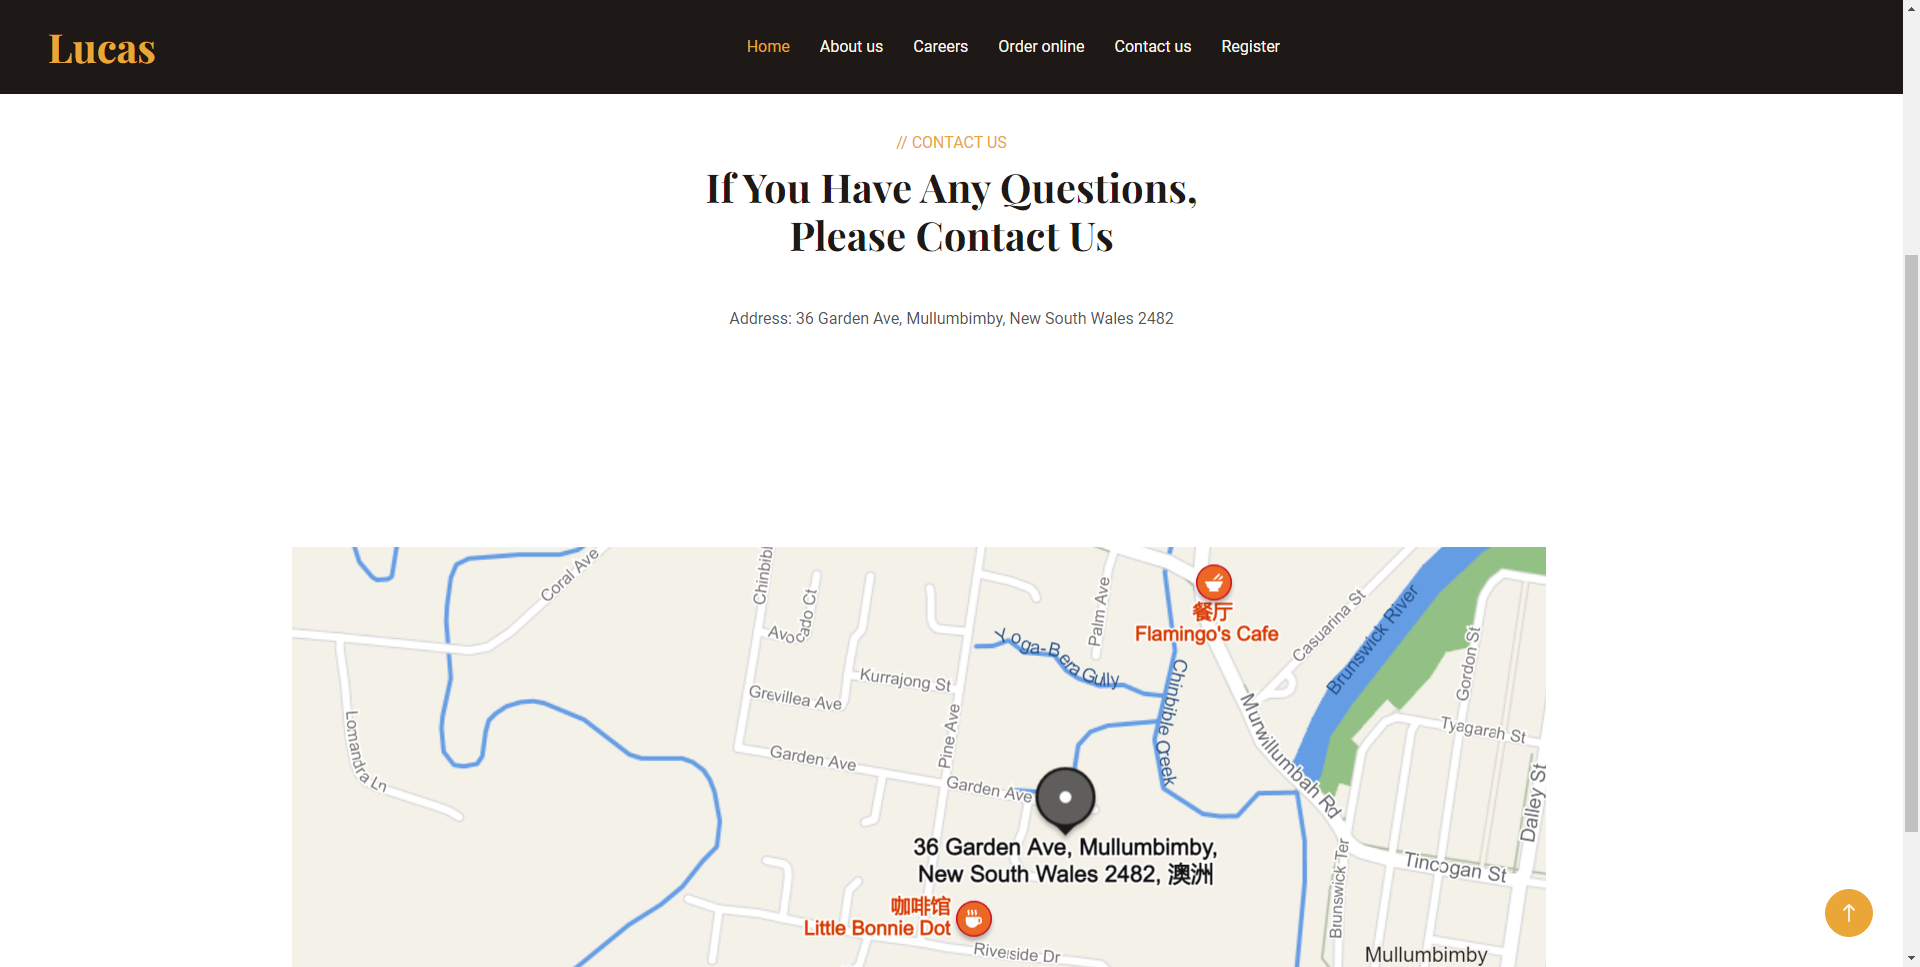 Lucas
Home
About us
Careers
Order online
Contact us
Register
// CONTACT US
If You Have Any Questions,
Please Contact Us
Address: 36 Garden Ave, Mullumbimby, New South Wales 2482
Coral Ave
Chinbibl
Avocado Ct
Palm Ave
餐厅
Flamingo's Cafe
Casuarina St
Brunswick River
Gordon St
Yoga-Bera Gully
Kurrajong St
Grevillea Ave
Chinbible Creek
Lomandra Ln
Pine Ave
Murwillumbah Rd
Tyagarah St
Garden Ave
Garden Ave
Dalley St
36 Garden Ave, Mullumbimby,
New South Wales 2482, 澳洲
Tincogan St
Brunswick Ter
咖啡馆
Little Bonnie Dot
Riverside Dr
Mullumbimby